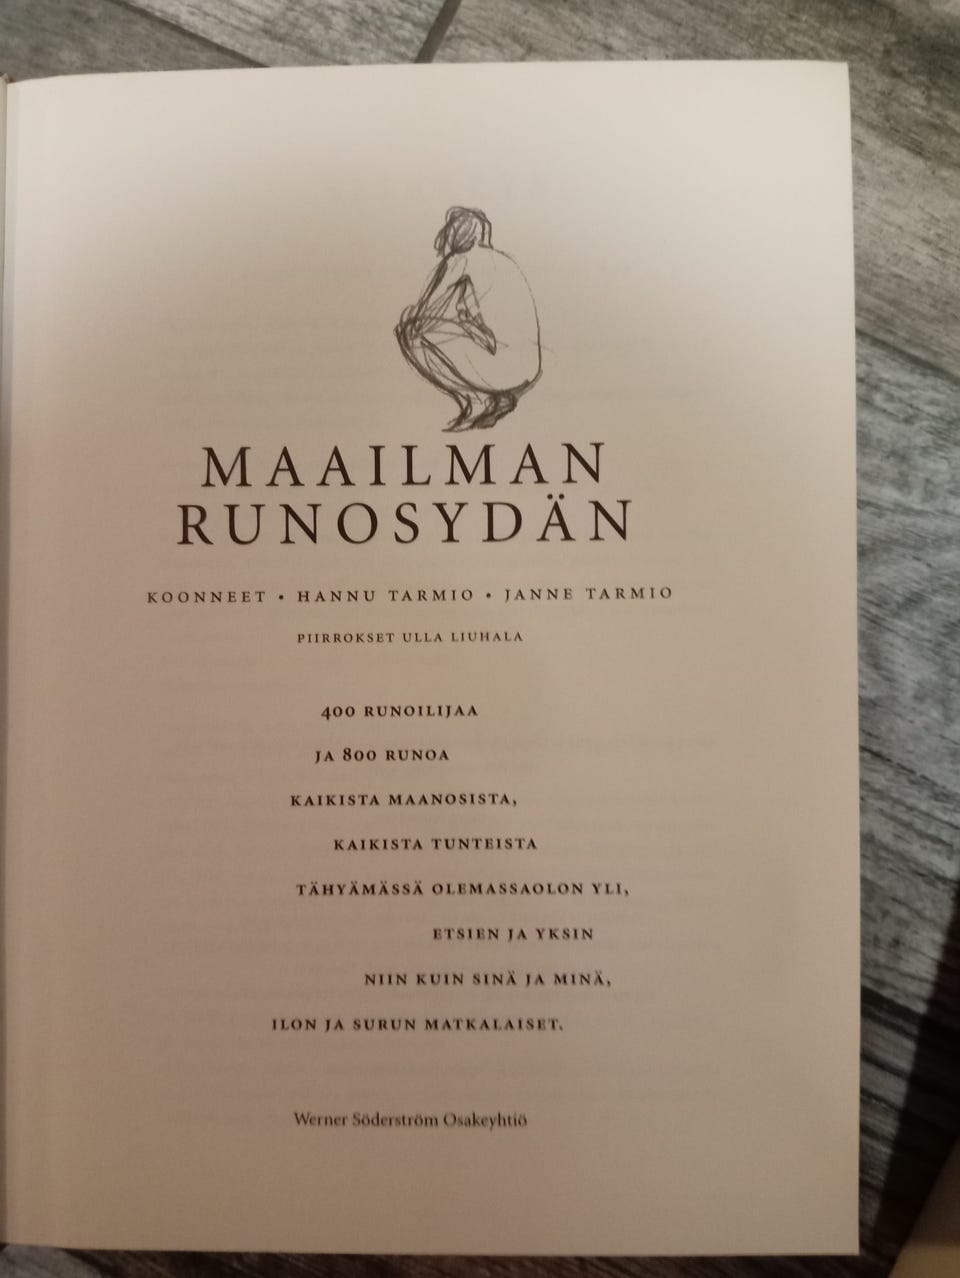 MAAILMAN
RUNOSYDÄN
KOONNEET • HANNU TARMIO • JANNE TARMIO
PIIRROKSET ULLA LIUHALA
400 RUNOILIJAA
JA 800 RUNOA
KAIKISTA MAANOSISTA,
KAIKISTA TUNTEISTA
TÄHYÄMÄSSÄ OLEMASSAOLON YLI,
ETSIEN JA YKSIN
NIIN KUIN SINÄ JA MINÄ,
ILON JA SURUN MATKALAISET.
Werner Söderström Osakeyhtiö